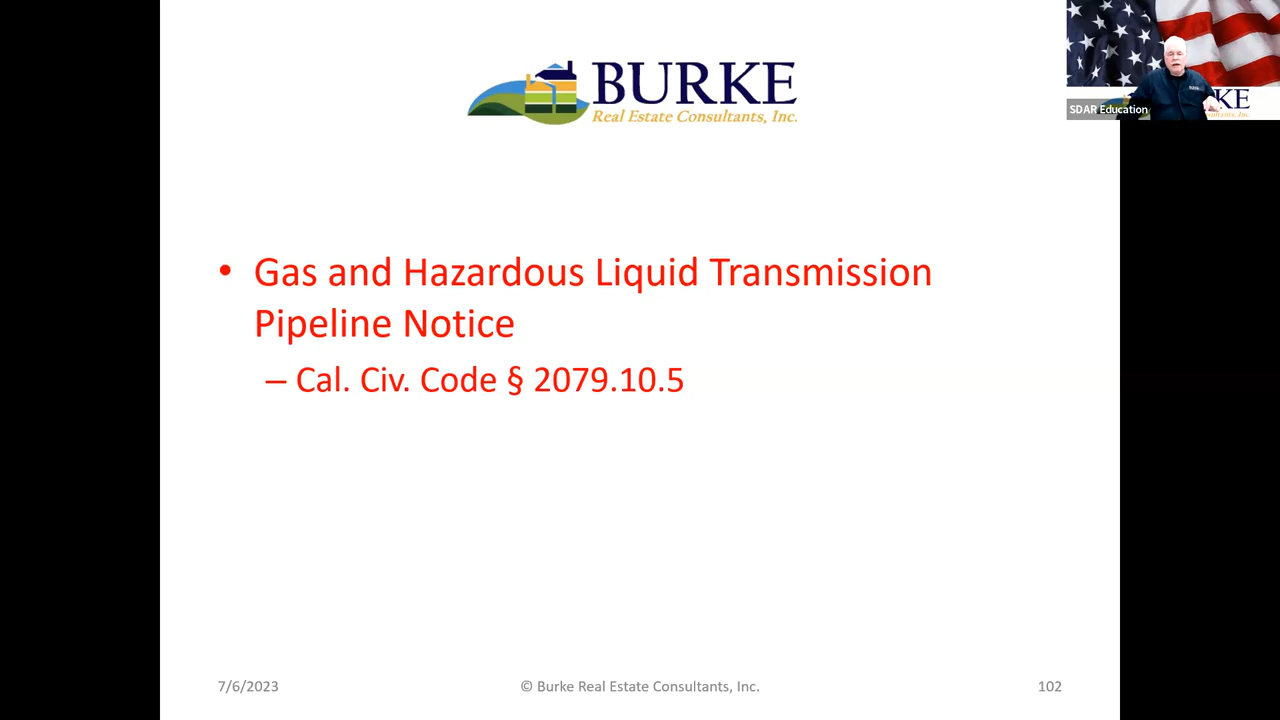 BURKE
Real Estate Consultants, Inc.
SDAR Education
KE
• Gas and Hazardous Liquid Transmission
Pipeline Notice
– Cal. Civ. Code § 2079.10.5
7/6/2023
© Burke Real Estate Consultants, Inc.
102